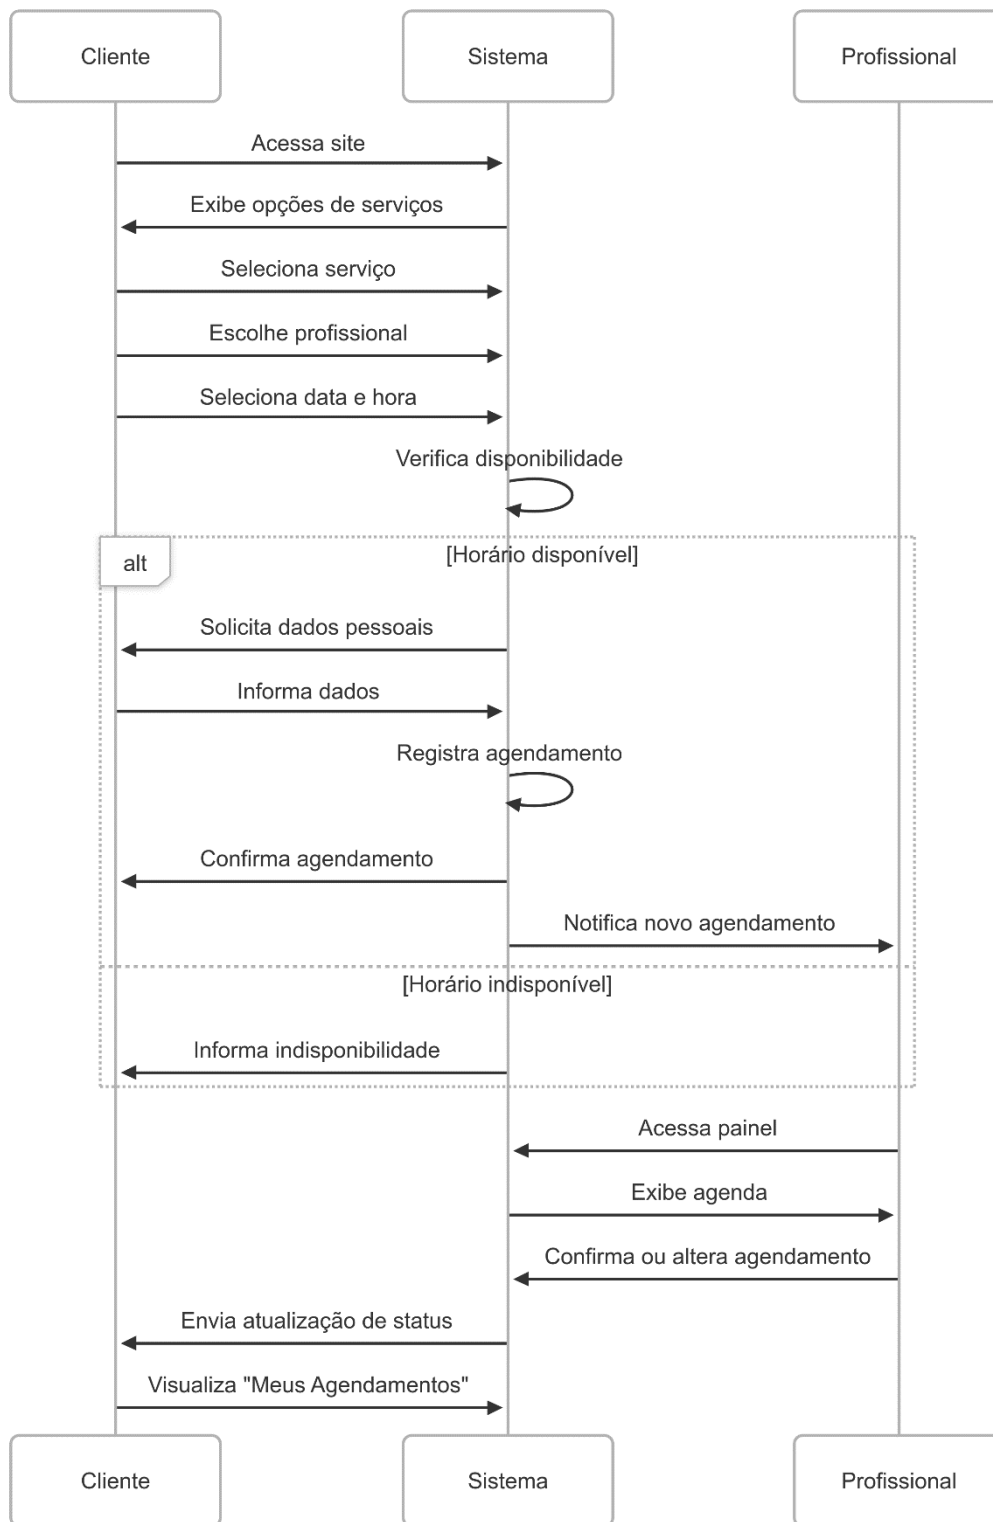 Cliente
Sistema
Profissional
Acessa site
Exibe opções de serviços
Seleciona serviço
Escolhe profissional
Seleciona data e hora
Verifica disponibilidade
alt
[Horário disponível]
Solicita dados pessoais
Informa dados
Registra agendamento
Confirma agendamento
Notifica novo agendamento
[Horário indisponível]
Informa indisponibilidade
Acessa painel
Exibe agenda
Confirma ou altera agendamento
Envia atualização de status
Visualiza "Meus Agendamentos"
Cliente
Sistema
Profissional